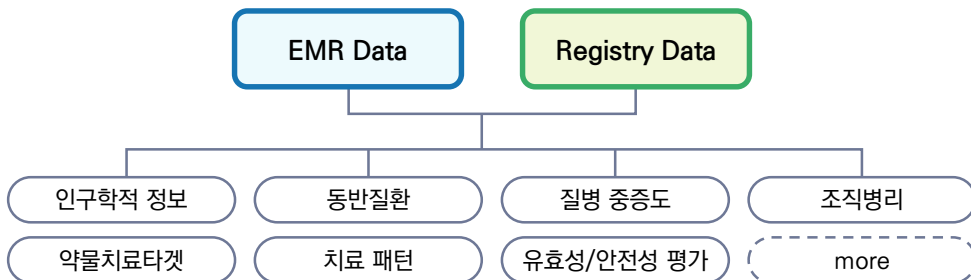 EMR Data
Registry Data
인구학적 정보
동반질환
질병 중증도
조직병리
약물치료타겟
치료 패턴
유효성/안전성 평가
more